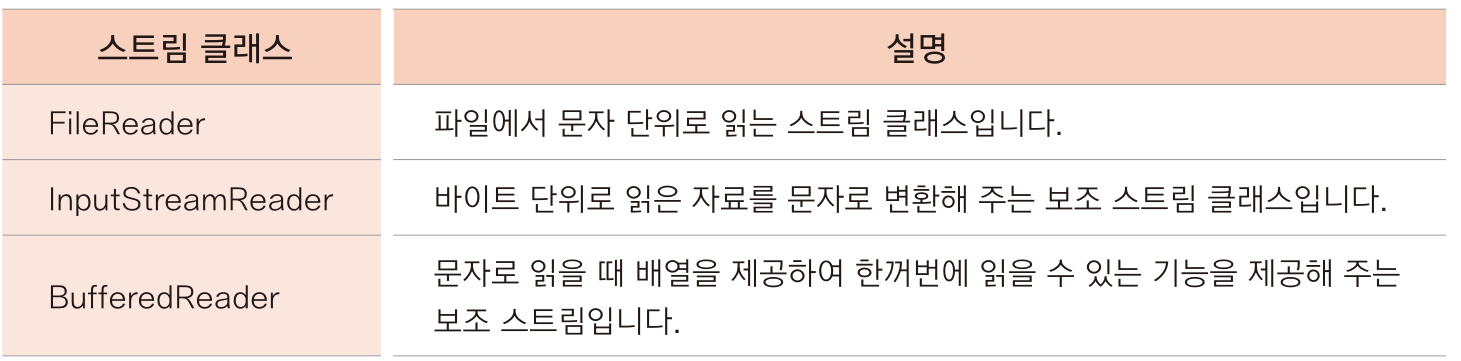 스트림 클래스 설명
FileReader 파일에서 문자 단위로 읽는 스트림 클래스입니다.
InputStreamReader 바이트 단위로 읽은 자료를 문자로 변환해 주는 보조 스트림 클래스입니다.
BufferedReader 문자로 읽을 때 배열을 제공하여 한꺼번에 읽을 수 있는 기능을 제공해 주는
보조 스트림입니다.